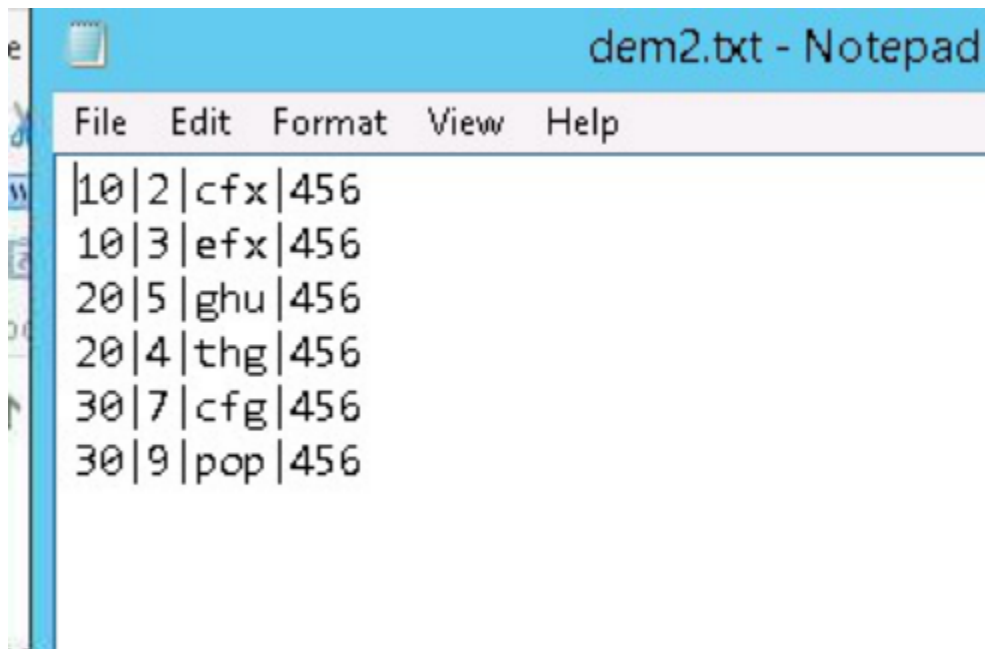 dem2.txt - Notepad
File Edit Format View Help
10|2|cfx|456
10|3|efx|456
20|5|ghu|456
20|4|thg|456
30|7|cfg|456
30|9|pop|456